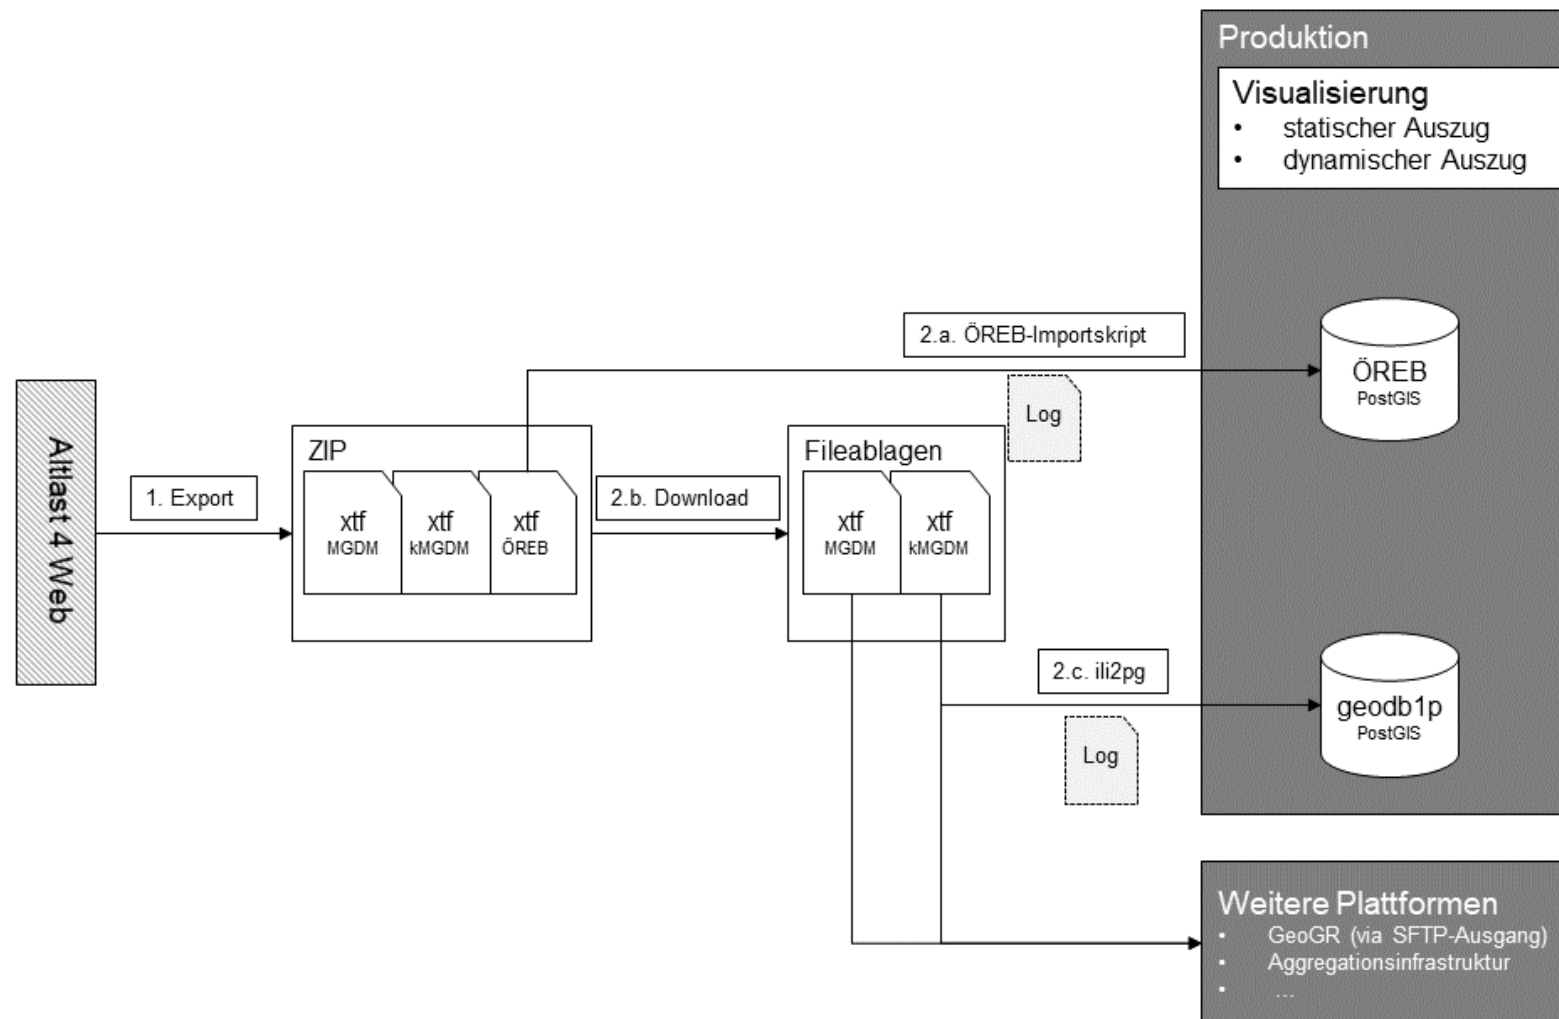 Produktion
Visualisierung
• statischer Auszug
• dynamischer Auszug
2.a. ÖREB-Importskript
ÖREB
PostGIS
Log
Altlast 4 Web
1. Export
ZIP
xtf
MGDM
xtf
kMGDM
xtf
ÖREB
2.b. Download
Fileablagen
xtf
MGDM
xtf
kMGDM
2.c. ili2pg
Log
geodb1p
PostGIS
Weitere Plattformen
• GeoGR (via SFTP-Ausgang)
• Aggregationsinfrastruktur
• ...